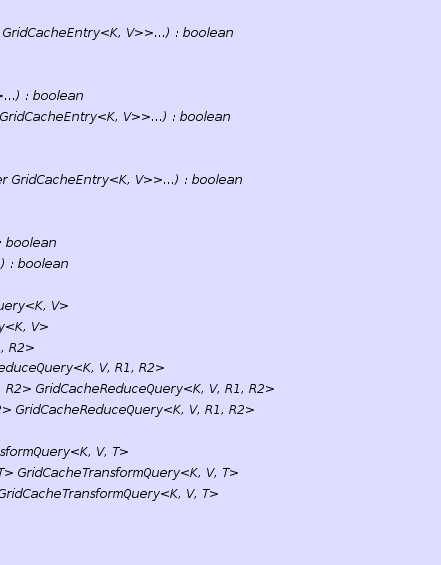 GridCacheEntry<K, V>>...) : boolean
>...) : boolean
GridCacheEntry<K, V>>...) : boolean
er GridCacheEntry<K, V>>...) : boolean
: boolean
) : boolean
uery<K, V>
y<K, V>
, R2>
educeQuery<K, V, R1, R2>
, R2> GridCacheReduceQuery<K, V, R1, R2>
2> GridCacheReduceQuery<K, V, R1, R2>
sformQuery<K, V, T>
T> GridCacheTransformQuery<K, V, T>
GridCacheTransformQuery<K, V, T>